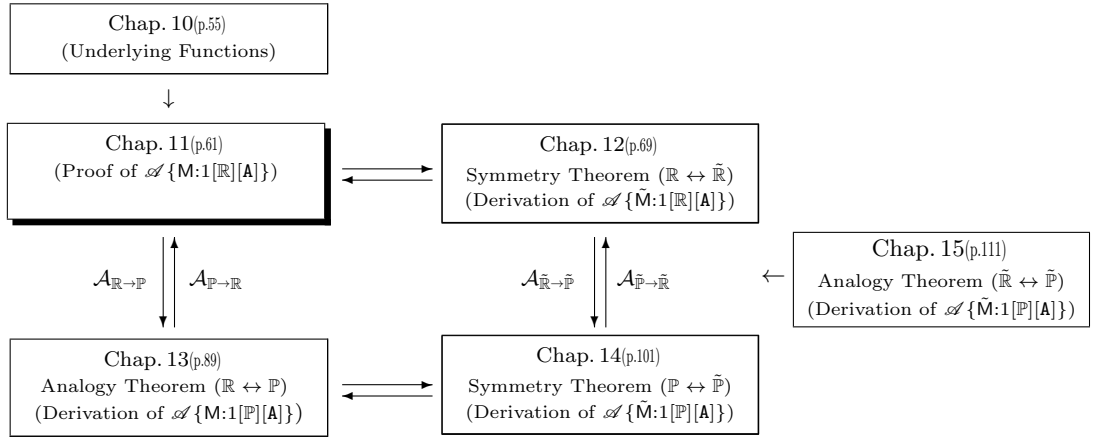 Chap. 10(p.55)
(Underlying Functions)
↓
Chap. 11(p.61)
(Proof of 𝒜{M:1[ℝ][A]})
Chap. 12(p.69)
Symmetry Theorem (ℝ ↔ ℝ̃)
(Derivation of 𝒜{M̃:1[ℝ][A]})
𝒜ℝ→ℙ
𝒜ℙ→ℝ
𝒜ℝ̃→ℙ̃
𝒜ℙ̃→ℝ̃
←
Chap. 15(p.111)
Analogy Theorem (ℝ̃ ↔ ℙ̃)
(Derivation of 𝒜{M̃:1[ℙ][A]})
Chap. 13(p.89)
Analogy Theorem (ℝ ↔ ℙ)
(Derivation of 𝒜{M:1[ℙ][A]})
Chap. 14(p.101)
Symmetry Theorem (ℙ ↔ ℙ̃)
(Derivation of 𝒜{M̃:1[ℙ][A]})